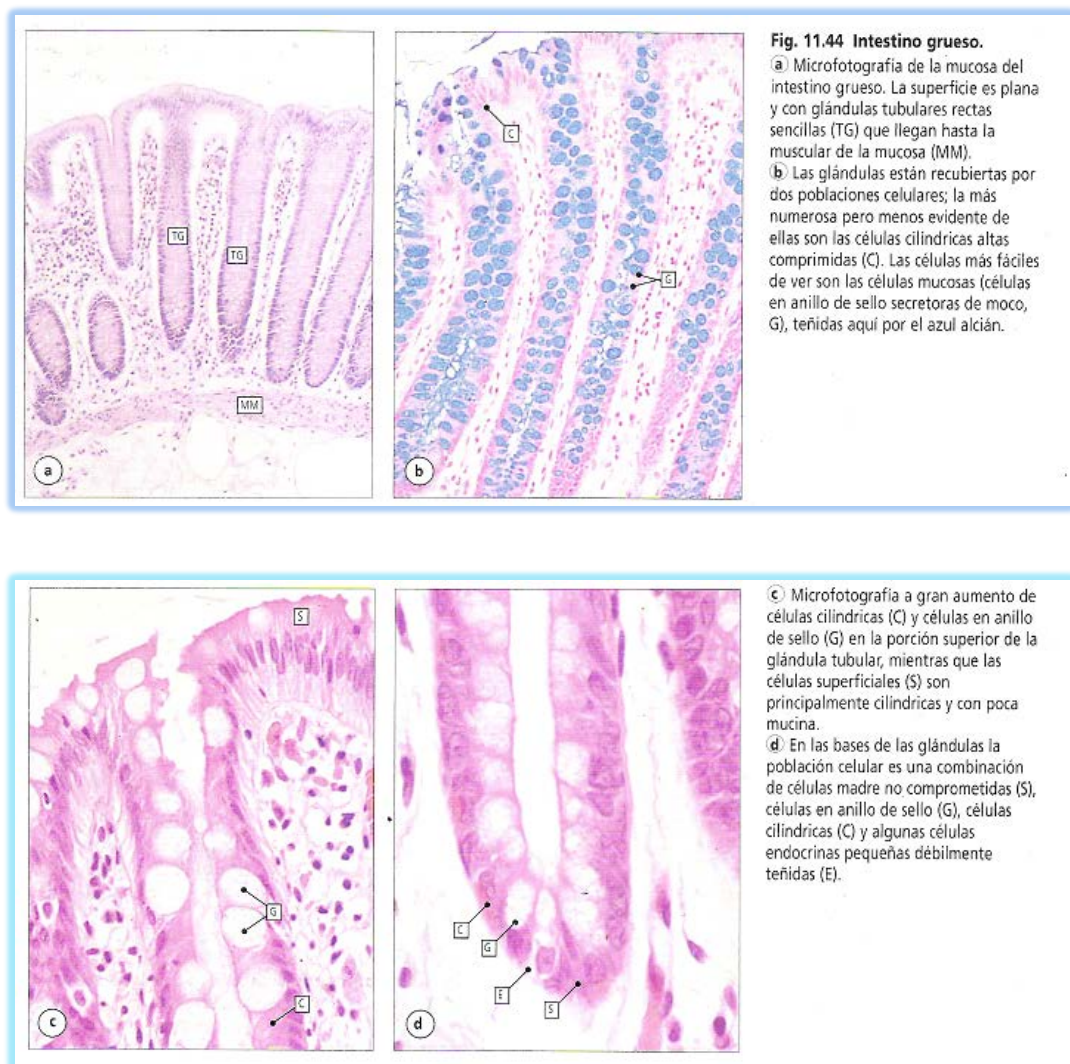 Fig. 11.44 Intestino grueso.
ⓐ Microfotografía de la mucosa del
intestino grueso. La superficie es plana
y con glándulas tubulares rectas
sencillas (TG) que llegan hasta la
muscular de la mucosa (MM).
ⓑ Las glándulas están recubiertas por
dos poblaciones celulares; la más
numerosa pero menos evidente de
ellas son las células cilíndricas altas
comprimidas (C). Las células más fáciles
de ver son las células mucosas (células
en anillo de sello secretoras de moco,
G), teñidas aquí por el azul alcián.
TG
TG
MM
a
C
G
b
ⓒ Microfotografía a gran aumento de
células cilíndricas (C) y células en anillo
de sello (G) en la porción superior de la
glándula tubular, mientras que las
células superficiales (S) son
principalmente cilíndricas y con poca
mucina.
ⓓ En las bases de las glándulas la
población celular es una combinación
de células madre no comprometidas (S),
células en anillo de sello (G), células
cilíndricas (C) y algunas células
endocrinas pequeñas débilmente
teñidas (E).
S
G
C
c
C
G
E
S
d